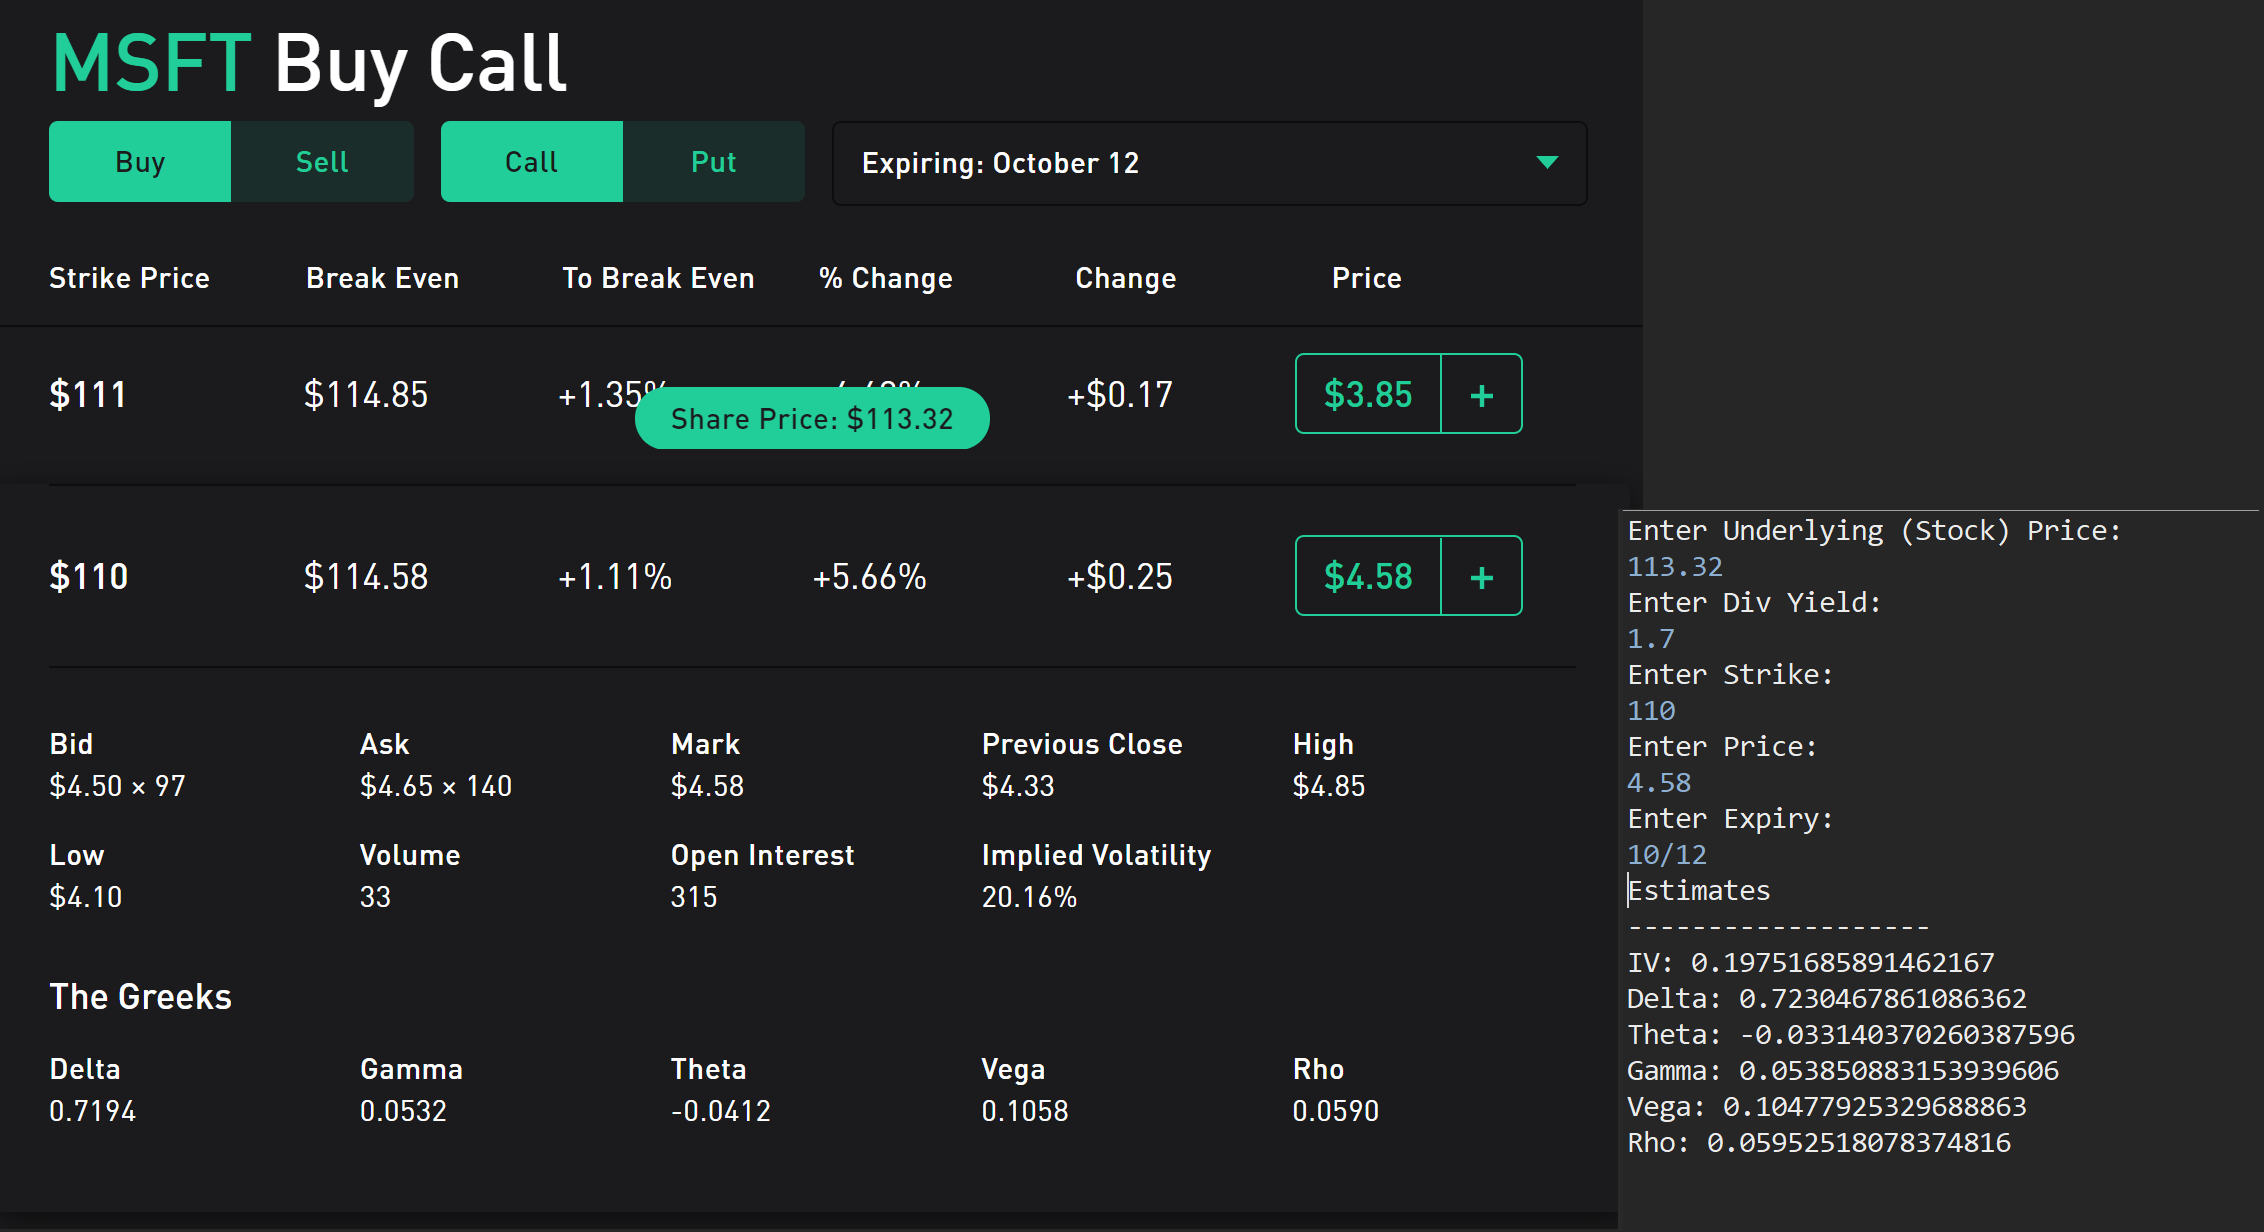 MSFT Buy Call
Buy Sell Call Put Expiring: October 12
Strike Price Break Even To Break Even % Change Change Price
$111 $114.85 +1.35% +$0.17 $3.85 +
Share Price: $113.32
$110 $114.58 +1.11% +5.66% +$0.25 $4.58 +
Bid Ask Mark Previous Close High
$4.50 × 97 $4.65 × 140 $4.58 $4.33 $4.85
Low Volume Open Interest Implied Volatility
$4.10 33 315 20.16%
The Greeks
Delta Gamma Theta Vega Rho
0.7194 0.0532 -0.0412 0.1058 0.0590
Enter Underlying (Stock) Price:
113.32
Enter Div Yield:
1.7
Enter Strike:
110
Enter Price:
4.58
Enter Expiry:
10/12
Estimates
-------------------
IV: 0.19751685891462167
Delta: 0.7230467861086362
Theta: -0.033140370260387596
Gamma: 0.053850883153939606
Vega: 0.10477925329688863
Rho: 0.05952518078374816